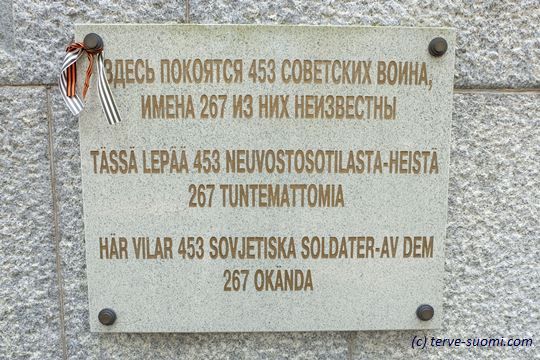 ЗДЕСЬ ПОКОЯТСЯ 453 СОВЕТСКИХ ВОИНА,
ИМЕНА 267 ИЗ НИХ НЕИЗВЕСТНЫ
TÄSSÄ LEPÄÄ 453 NEUVOSTOSOTILASTA-HEISTÄ
267 TUNTEMATTOMIA
HÄR VILAR 453 SOVJETISKA SOLDATER-AV DEM
267 OKÄNDA
(c) terve-suomi.com